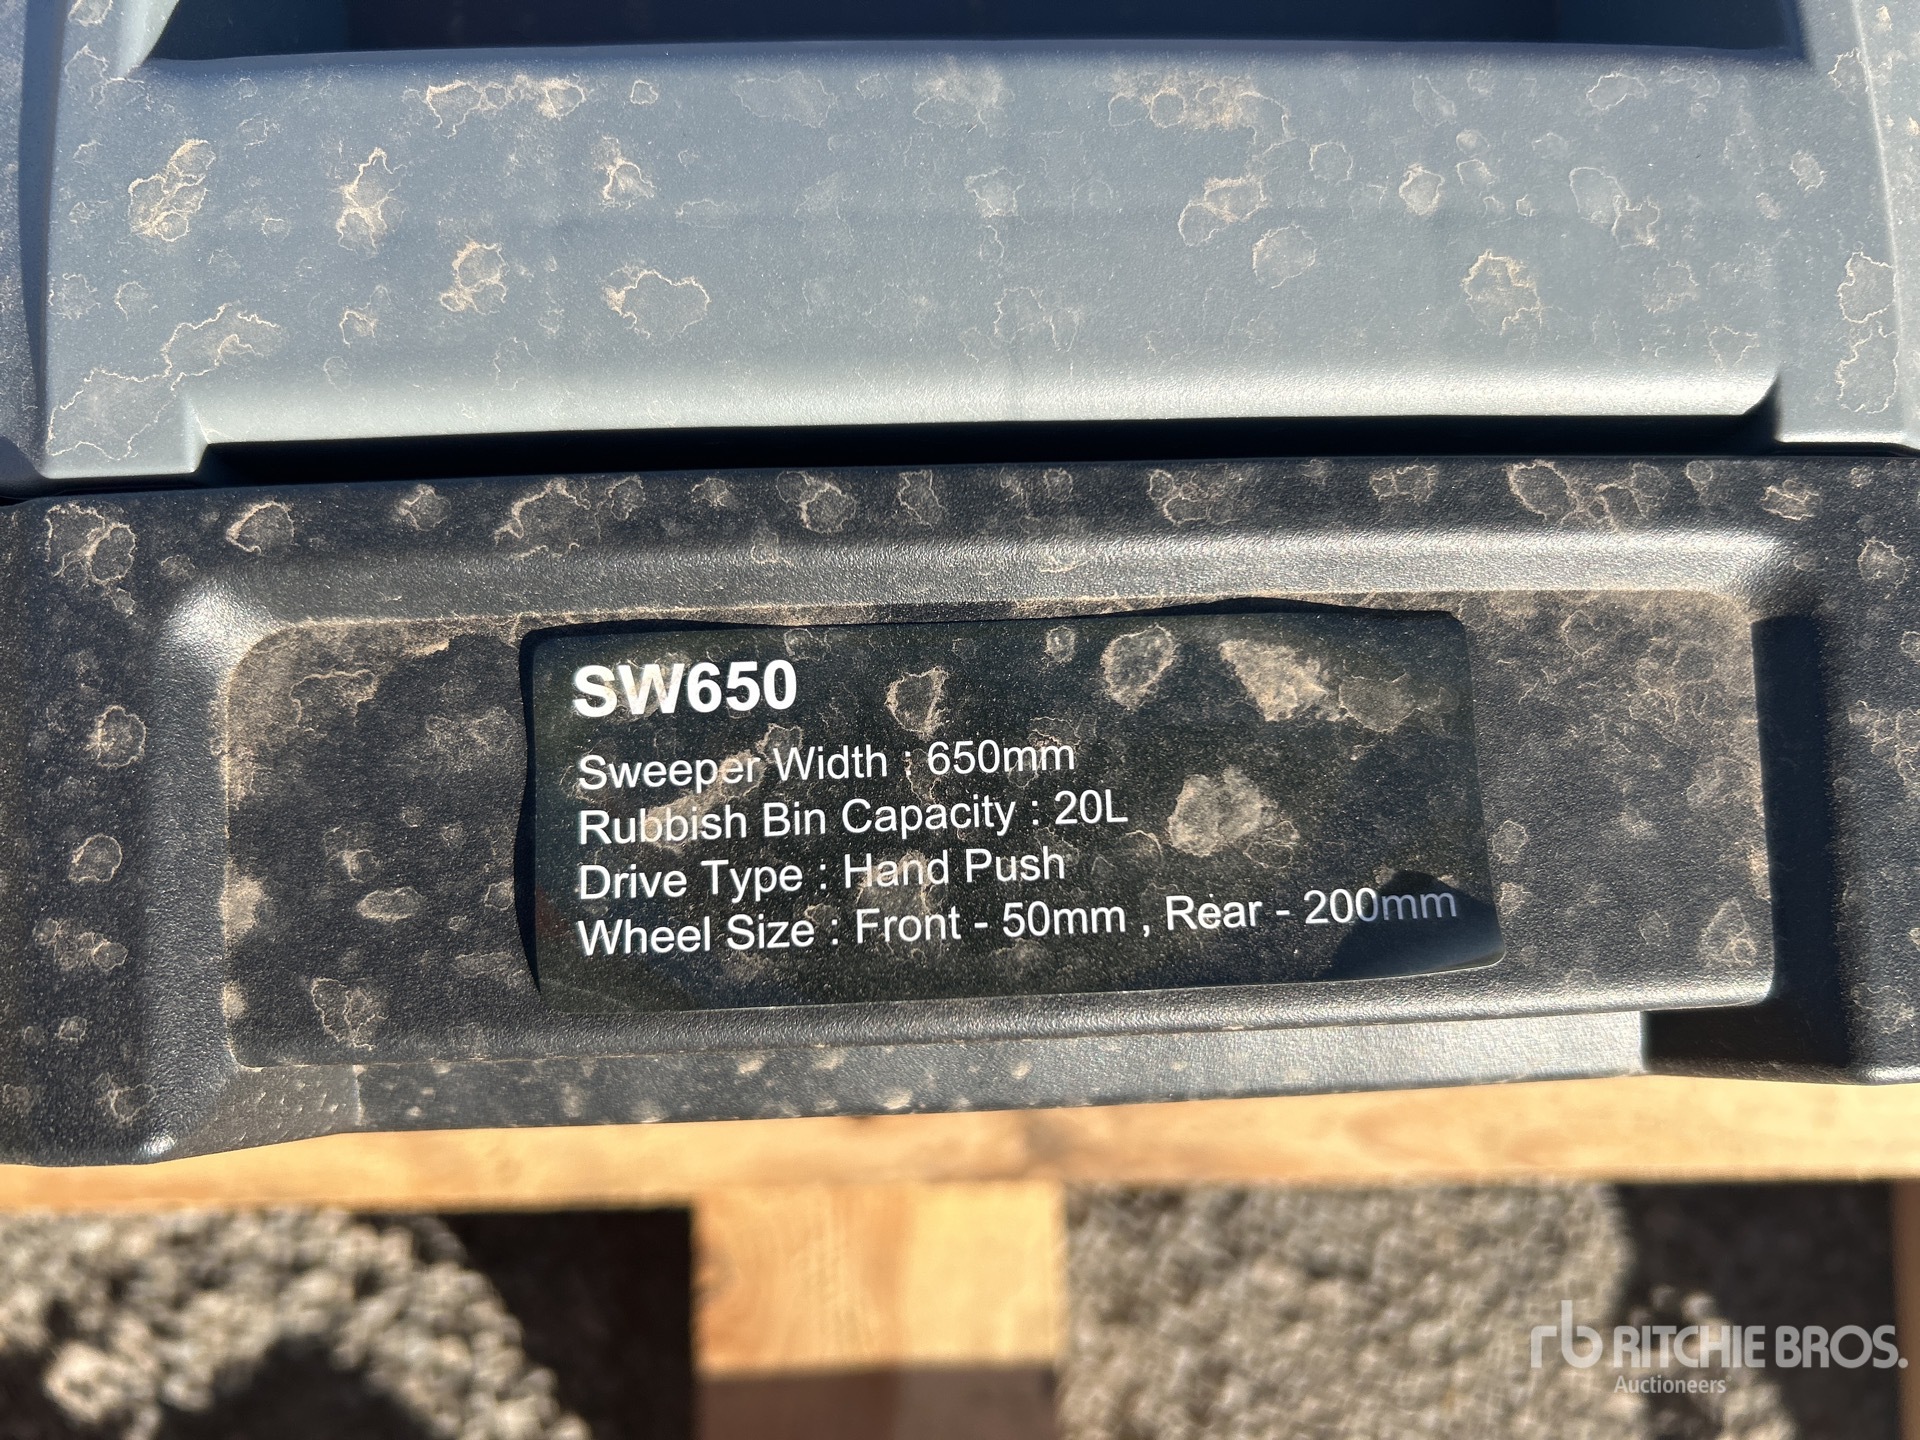 SW650
Sweeper Width : 650mm
Rubbish Bin Capacity : 20L
Drive Type : Hand Push
Wheel Size : Front - 50mm , Rear - 200mm
rb RITCHIE BROS.
Auctioneers